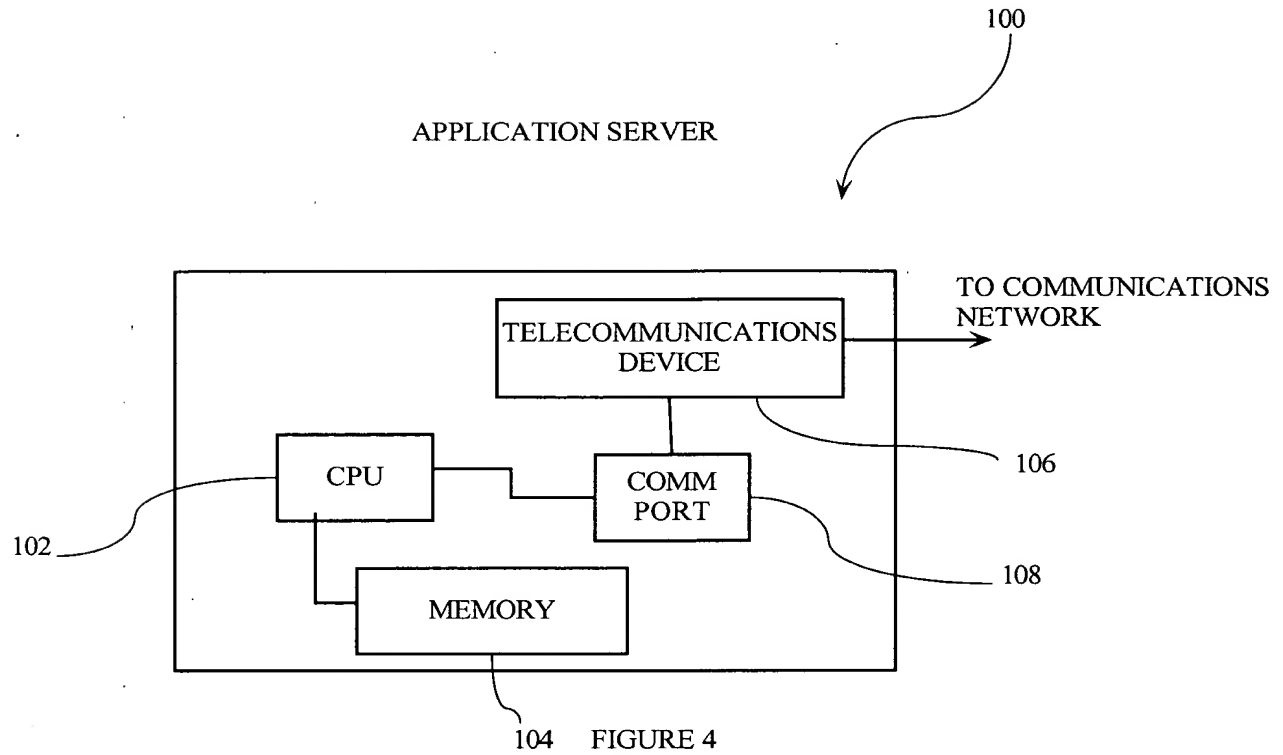 100
APPLICATION SERVER
TO COMMUNICATIONS
NETWORK
TELECOMMUNICATIONS
DEVICE
CPU
COMM
PORT
106
102
108
MEMORY
104
FIGURE 4